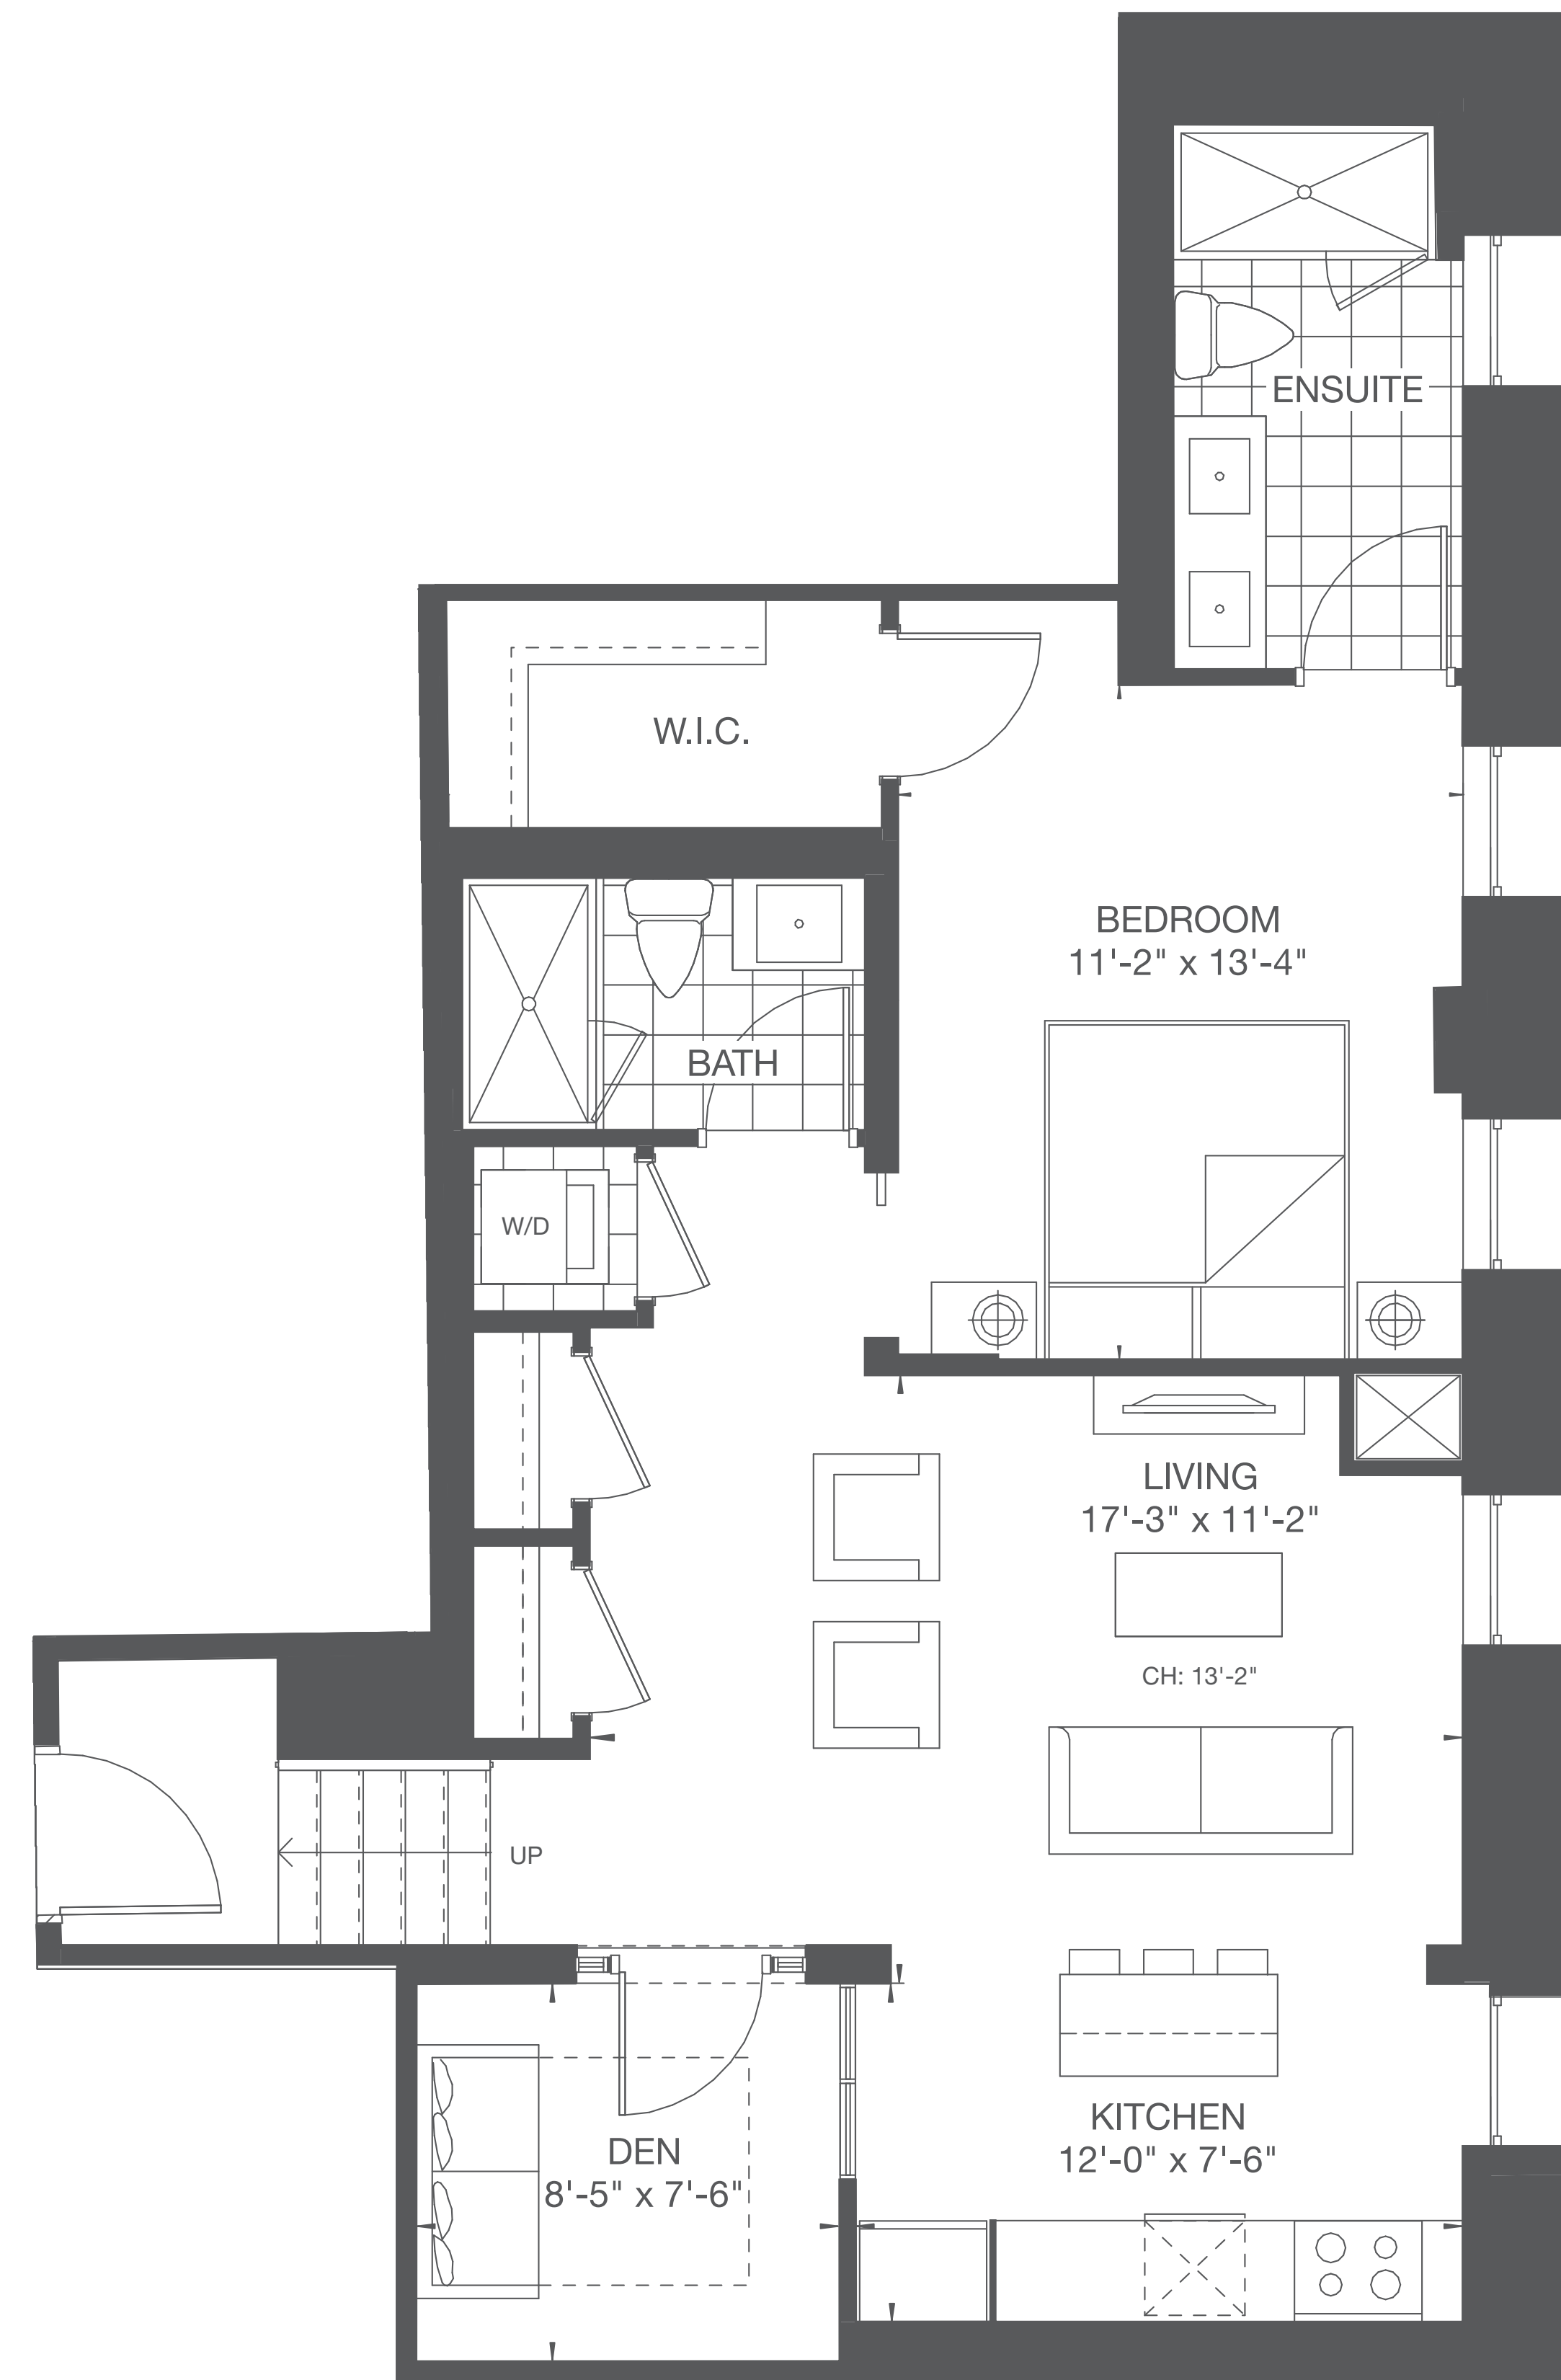 ENSUITE
W.I.C.
BEDROOM
11'-2" x 13'-4"
BATH
W/D
LIVING
17'-3" x 11'-2"
CH: 13'-2"
UP
KITCHEN
12'-0" x 7'-6"
DEN
8'-5" x 7'-6"